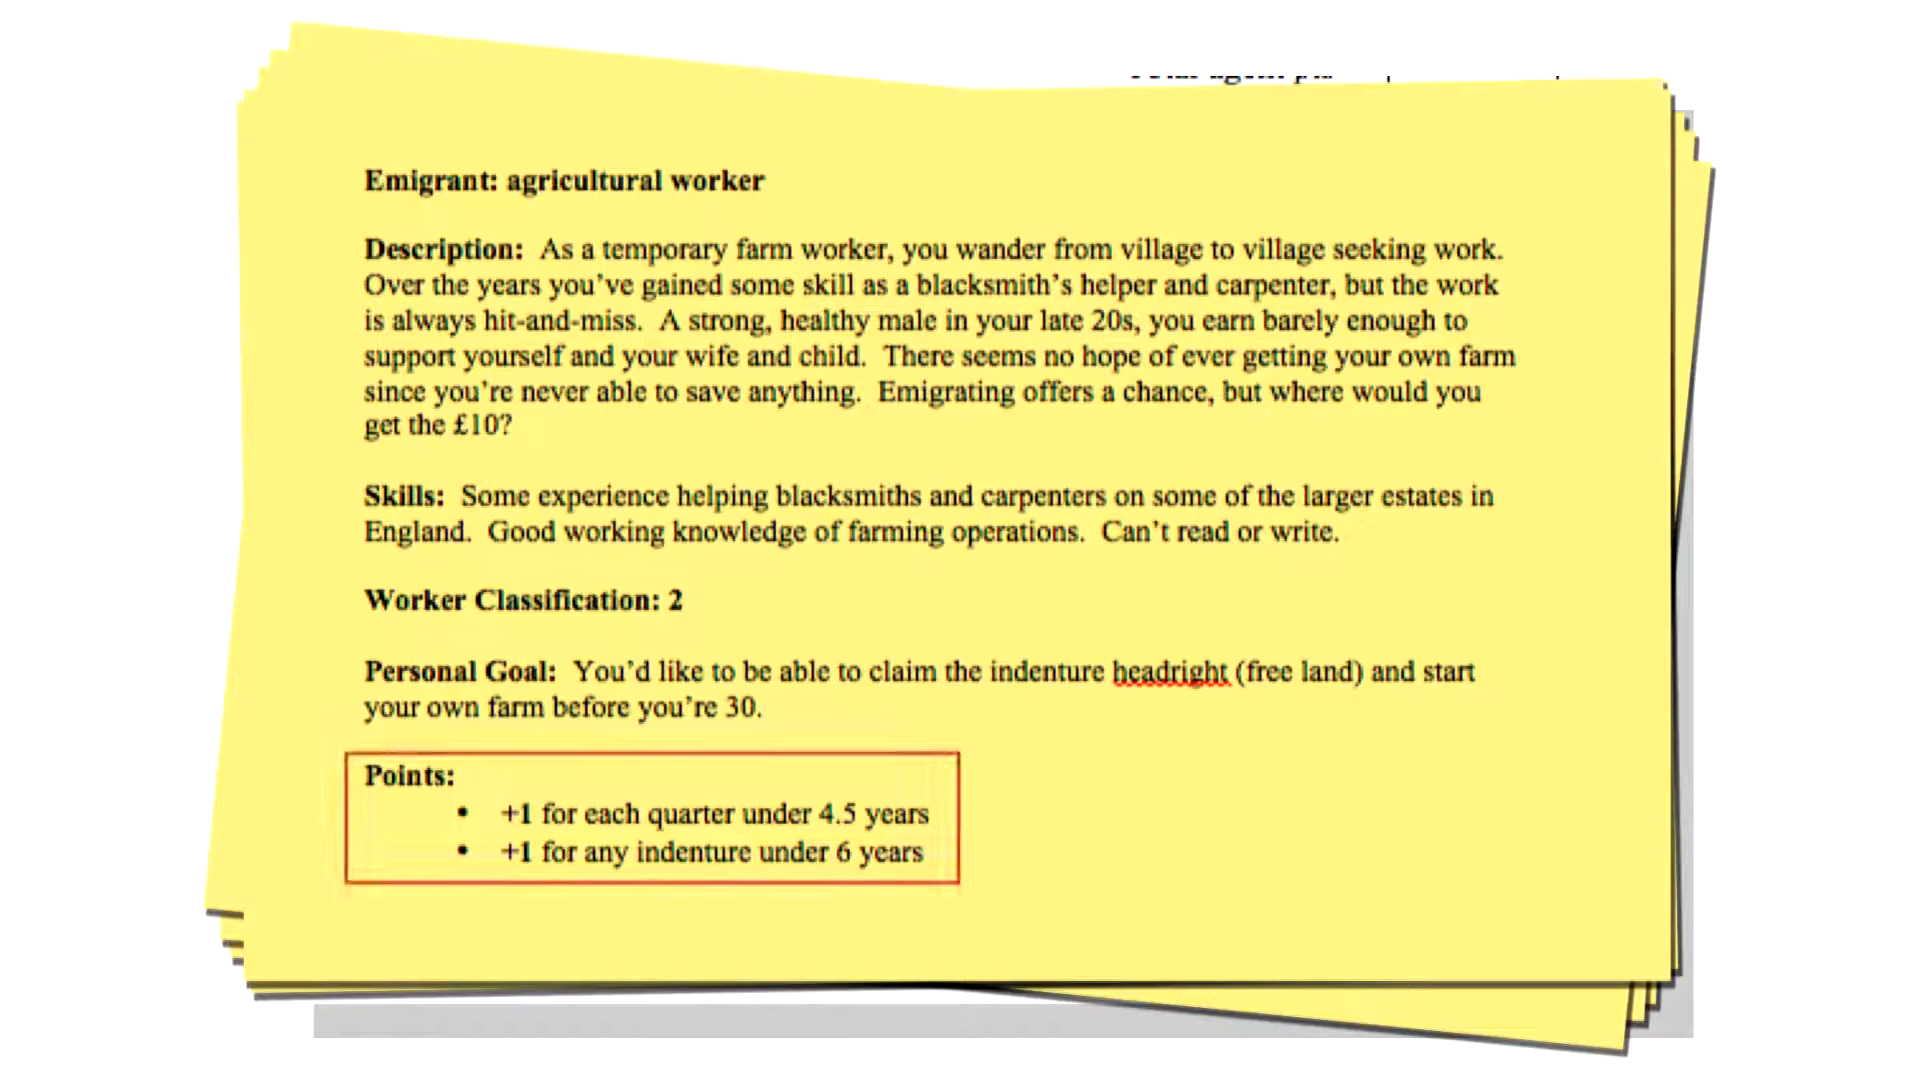 Emigrant: agricultural worker
Description: As a temporary farm worker, you wander from village to village seeking work.
Over the years you've gained some skill as a blacksmith's helper and carpenter, but the work
is always hit-and-miss. A strong, healthy male in your late 20s, you earn barely enough to
support yourself and your wife and child. There seems no hope of ever getting your own farm
since you're never able to save anything. Emigrating offers a chance, but where would you
get the £10?
Skills: Some experience helping blacksmiths and carpenters on some of the larger estates in
England. Good working knowledge of farming operations. Can't read or write.
Worker Classification: 2
Personal Goal: You'd like to be able to claim the indenture headright (free land) and start
your own farm before you're 30.
Points:
• +1 for each quarter under 4.5 years
• +1 for any indenture under 6 years